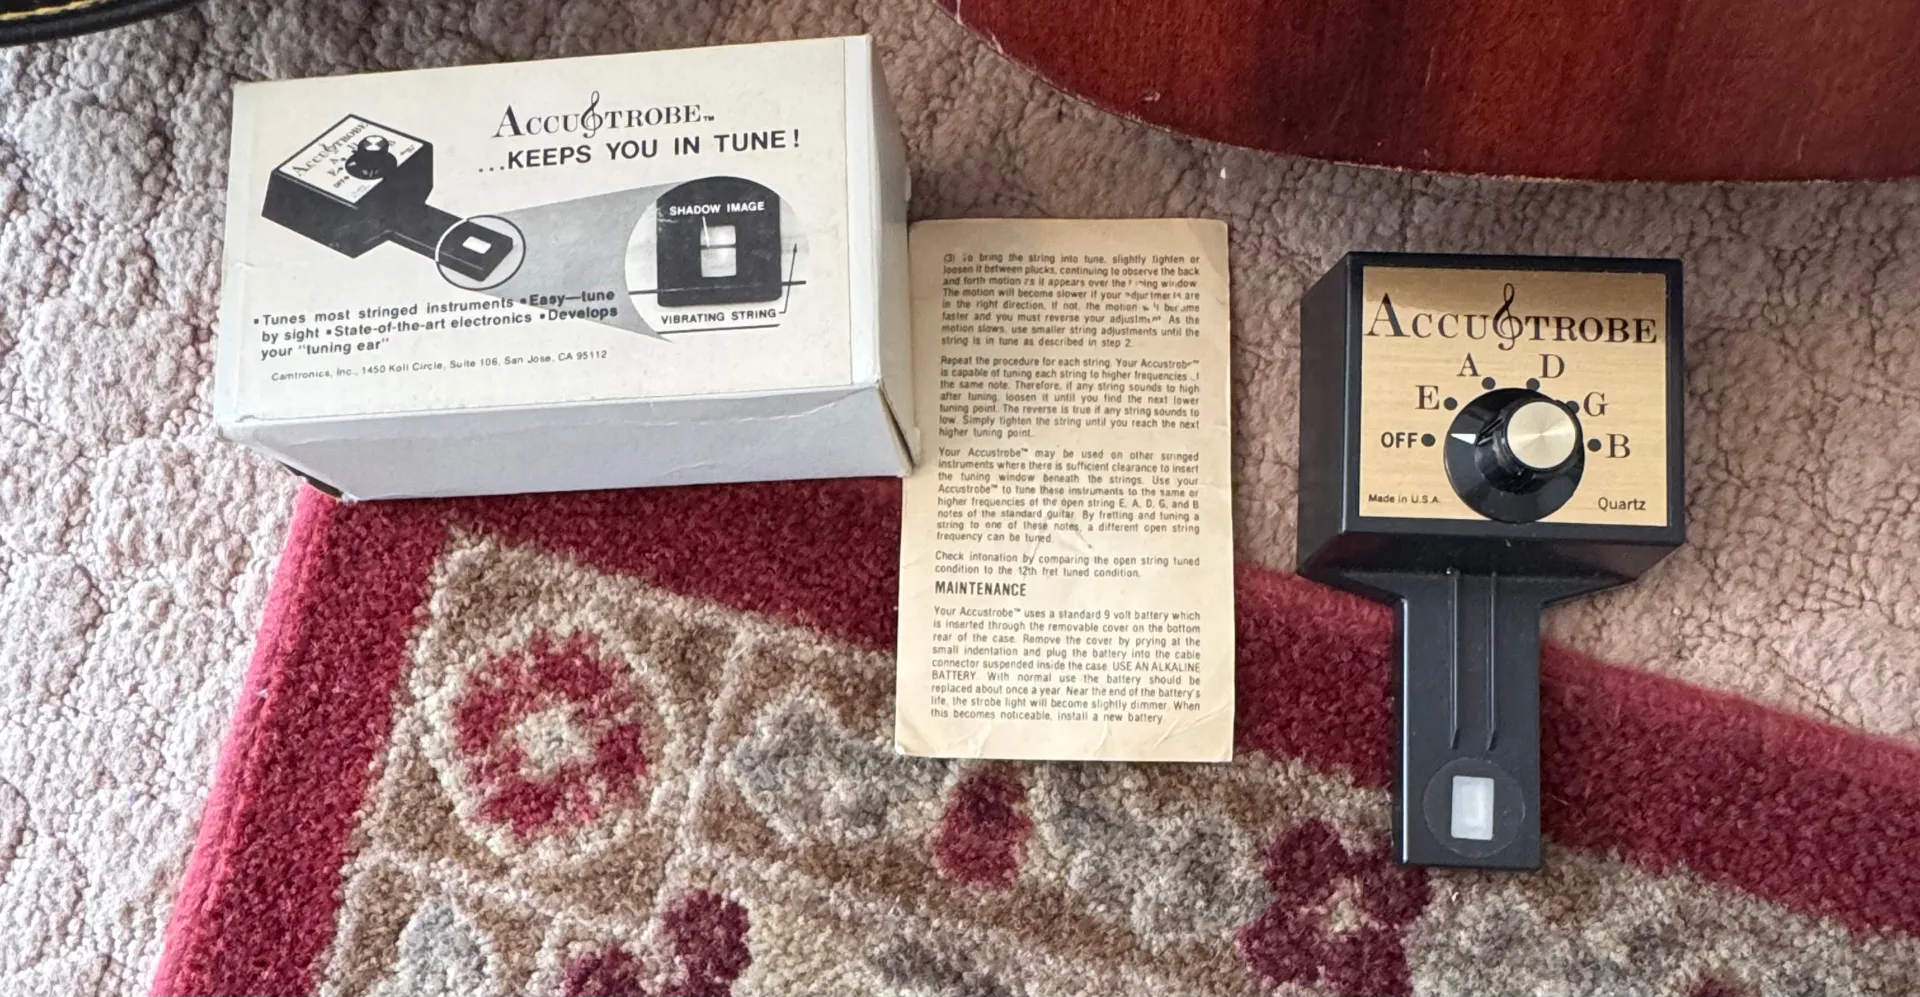 ACCUSTROBE™
...KEEPS YOU IN TUNE!
ACCUSTROBE
A
E
OFF
SHADOW IMAGE
VIBRATING STRING
▪Tunes most stringed instruments ▪Easy—tune
by sight ▪State-of-the-art electronics ▪Develops
your "tuning ear"
Camtronics, Inc., 1450 Koll Circle, Suite 106, San Jose, CA 95112
(3) To bring the string into tune, slightly tighten or
loosen it between plucks, continuing to observe the back
and forth motion as it appears over the window.
The motion will become slower if your are
in the right direction. If not, the motion
faster and you must reverse your As the
motion slows, use smaller string adjustments until the
string is in tune as described in step 2.
Repeat the procedure for each string. Your Accustrobe™
is capable of tuning each string to higher frequencies
the same note. Therefore, if any string sounds to high
after tuning, loosen it until you find the next lower
tuning point. The reverse is true if any string sounds to
low. Simply tighten the string until you reach the next
higher tuning point.
Your Accustrobe™ may be used on other stringed
instruments where there is sufficient clearance to insert
the tuning window beneath the strings. Use your
Accustrobe™ to tune these instruments to the same or
higher frequencies of the open string E, A, D, G, and B
notes of the standard guitar. By fretting and tuning a
string to one of these notes, a different open string
frequency can be tuned.
Check intonation by comparing the open string tuned
condition to the 12th fret tuned condition.
MAINTENANCE
Your Accustrobe™ uses a standard 9 volt battery which
is inserted through the removable cover on the bottom
rear of the case. Remove the cover by prying at the
small indentation and plug the battery into the cable
connector suspended inside the case. USE AN ALKALINE
BATTERY. With normal use the battery should be
replaced about once a year. Near the end of the battery's
life, the strobe light will become slightly dimmer. When
this becomes noticeable, install a new battery.
ACCUSTROBE
A D
E G
OFF B
Made in U.S.A. Quartz